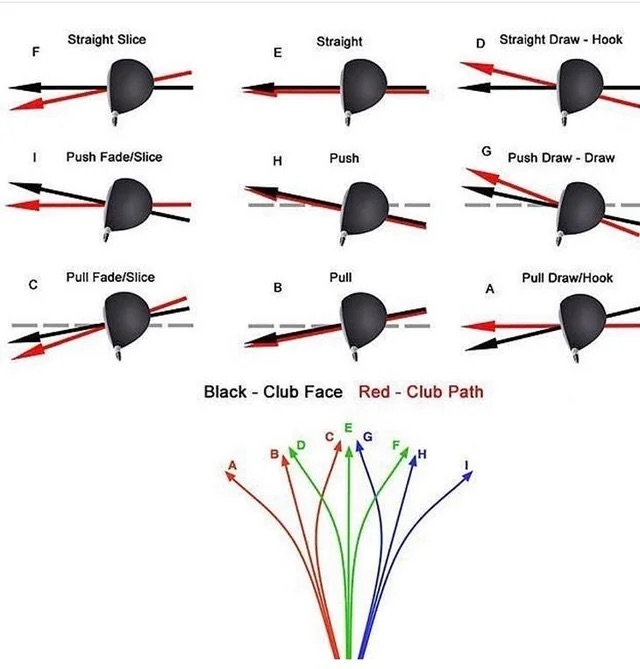 F Straight Slice
E Straight
D Straight Draw - Hook
I Push Fade/Slice
H Push
G Push Draw - Draw
C Pull Fade/Slice
B Pull
A Pull Draw/Hook
Black - Club Face Red - Club Path
A B D C E G F H I